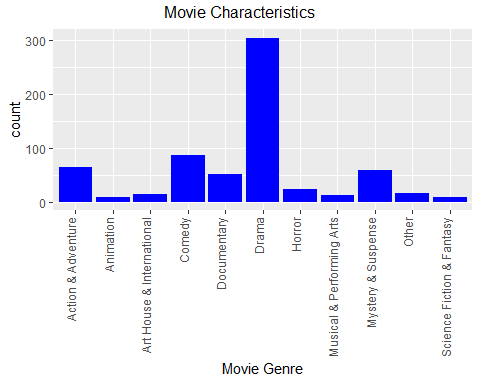 Movie Characteristics
count
300
200
100
0
Action & Adventure
Animation
Art House & International
Comedy
Documentary
Drama
Horror
Musical & Performing Arts
Mystery & Suspense
Other
Science Fiction & Fantasy
Movie Genre